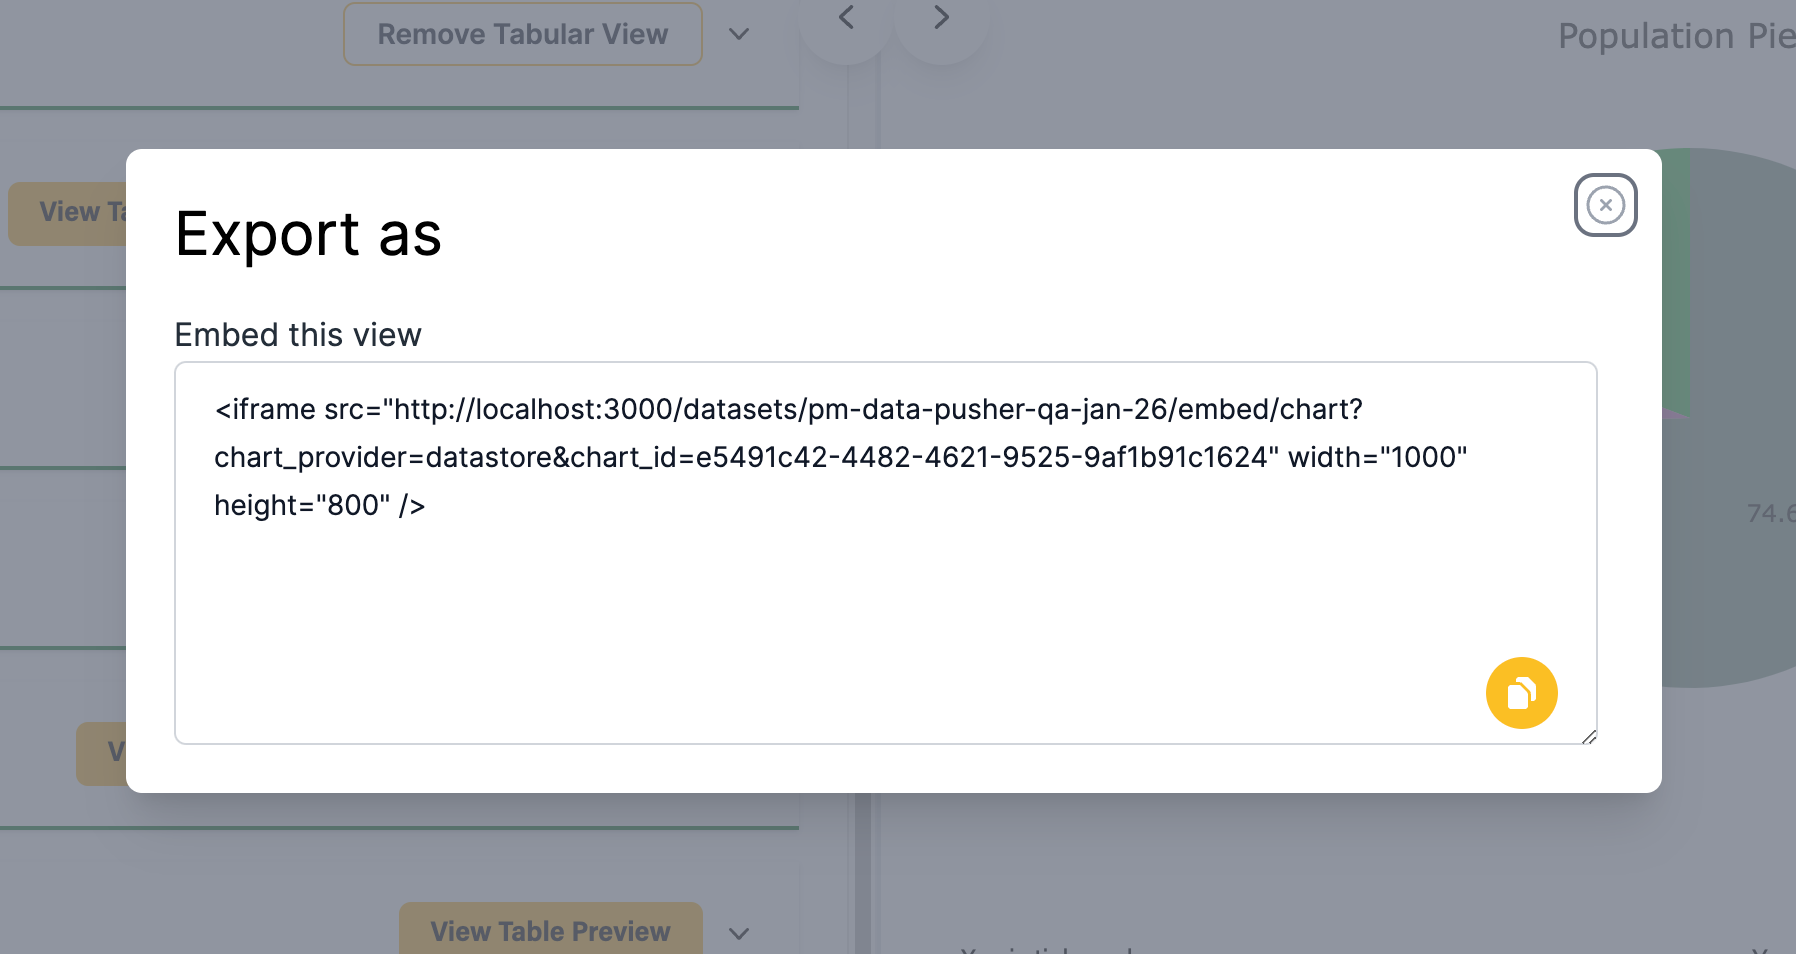 Remove Tabular View
Population Pie
View Ta
Export as
Embed this view
<iframe src="http://localhost:3000/datasets/pm-data-pusher-qa-jan-26/embed/chart?
chart_provider=datastore&chart_id=e5491c42-4482-4621-9525-9af1b91c1624" width="1000"
height="800" />
74.6
V
View Table Preview